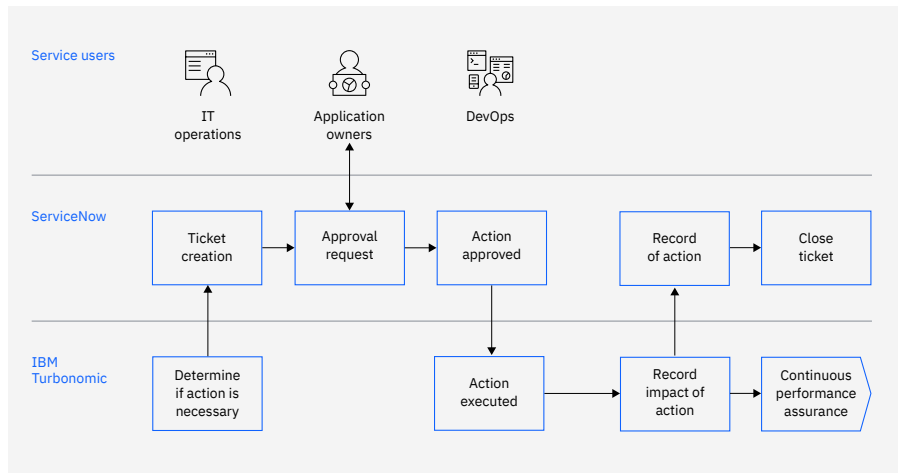 Service users
IT
operations
Application
owners
DevOps
ServiceNow
Ticket
creation
Approval
request
Action
approved
Record
of action
Close
ticket
IBM
Turbonomic
Determine
if action is
necessary
Action
executed
Record
impact of
action
Continuous
performance
assurance